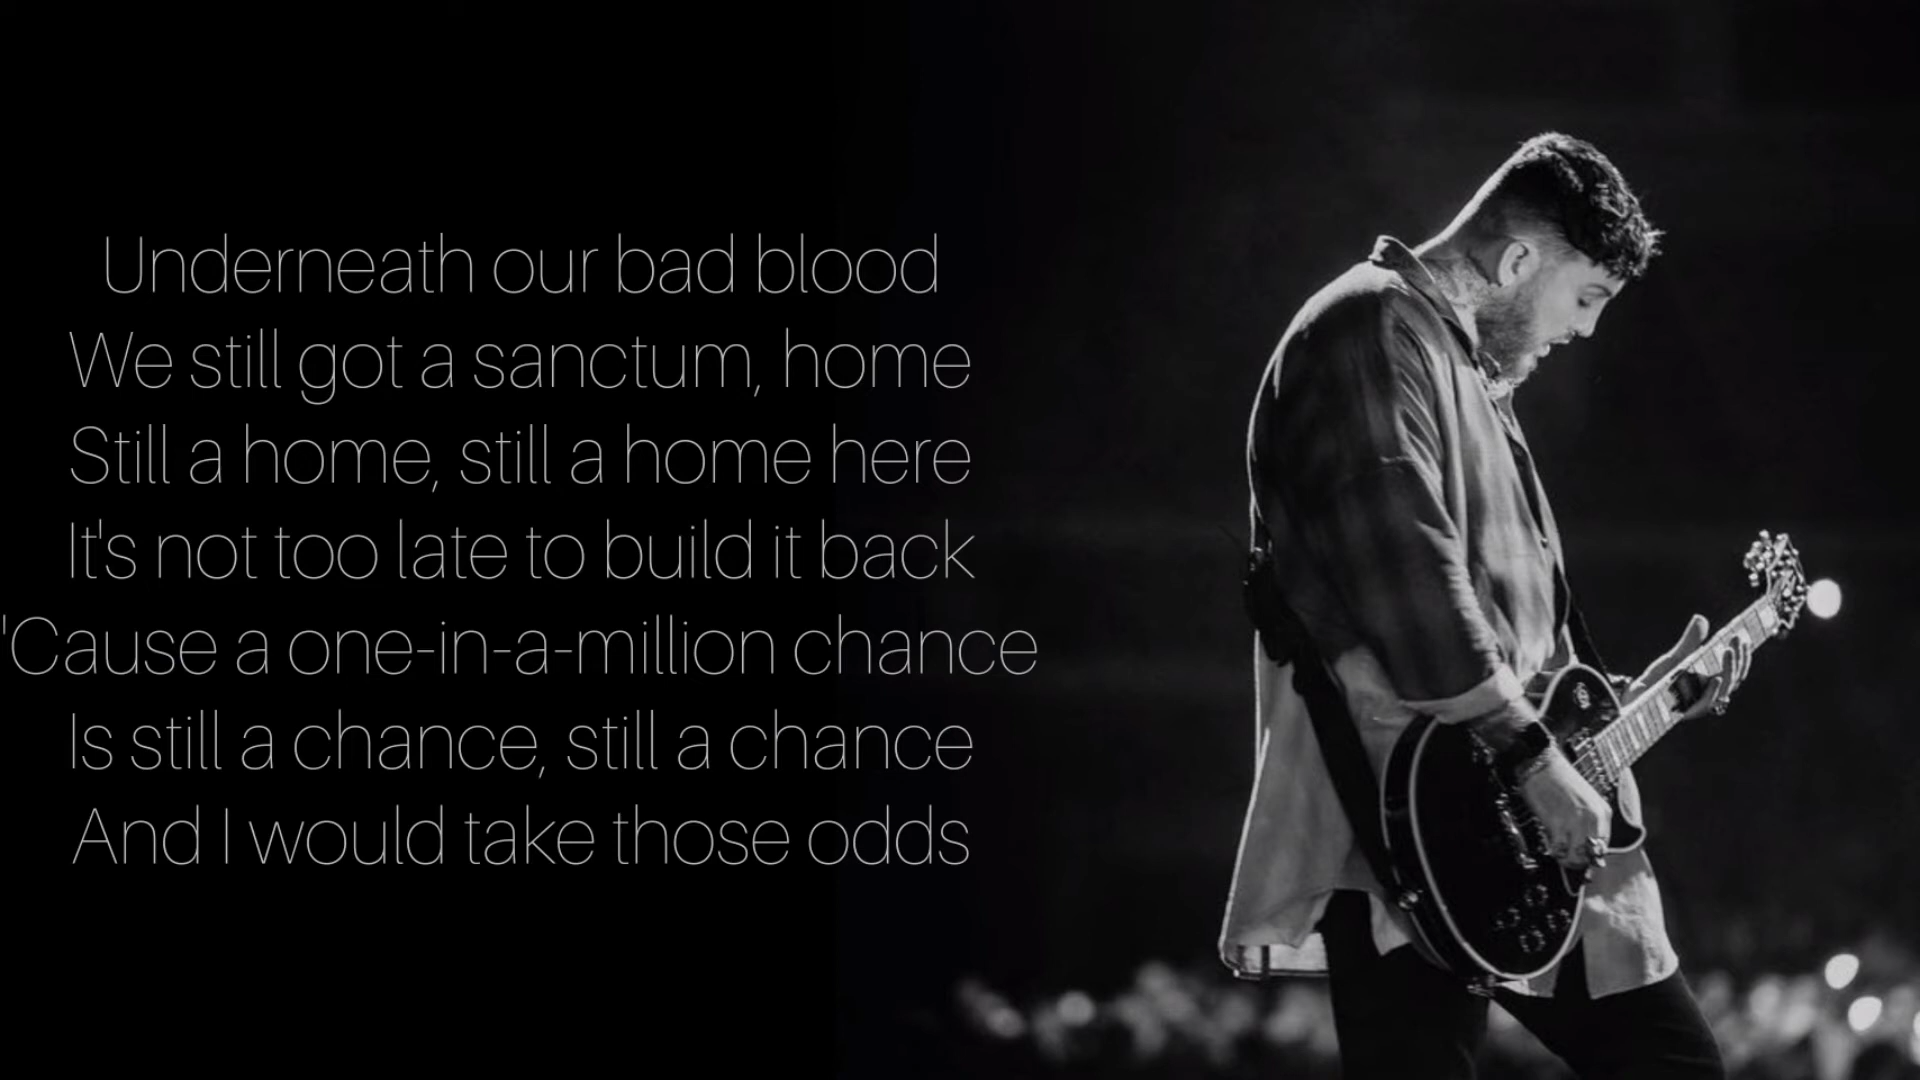 Underneath our bad blood
We still got a sanctum, home
Still a home, still a home here
It's not too late to build it back
'Cause a one-in-a-million chance
Is still a chance, still a chance
And I would take those odds